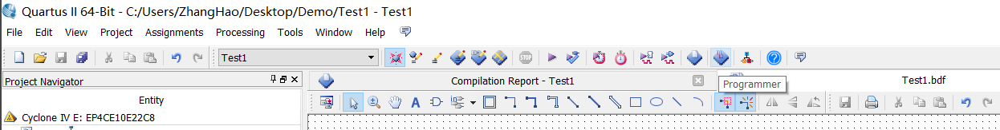 Quartus II 64-Bit - C:/Users/ZhangHao/Desktop/Demo/Test1 - Test1
File Edit View Project Assignments Processing Tools Window Help
Test1
STOP
Project Navigator
Compilation Report - Test1
Programmer
Test1.bdf
Entity
Cyclone IV E: EP4CE10E22C8